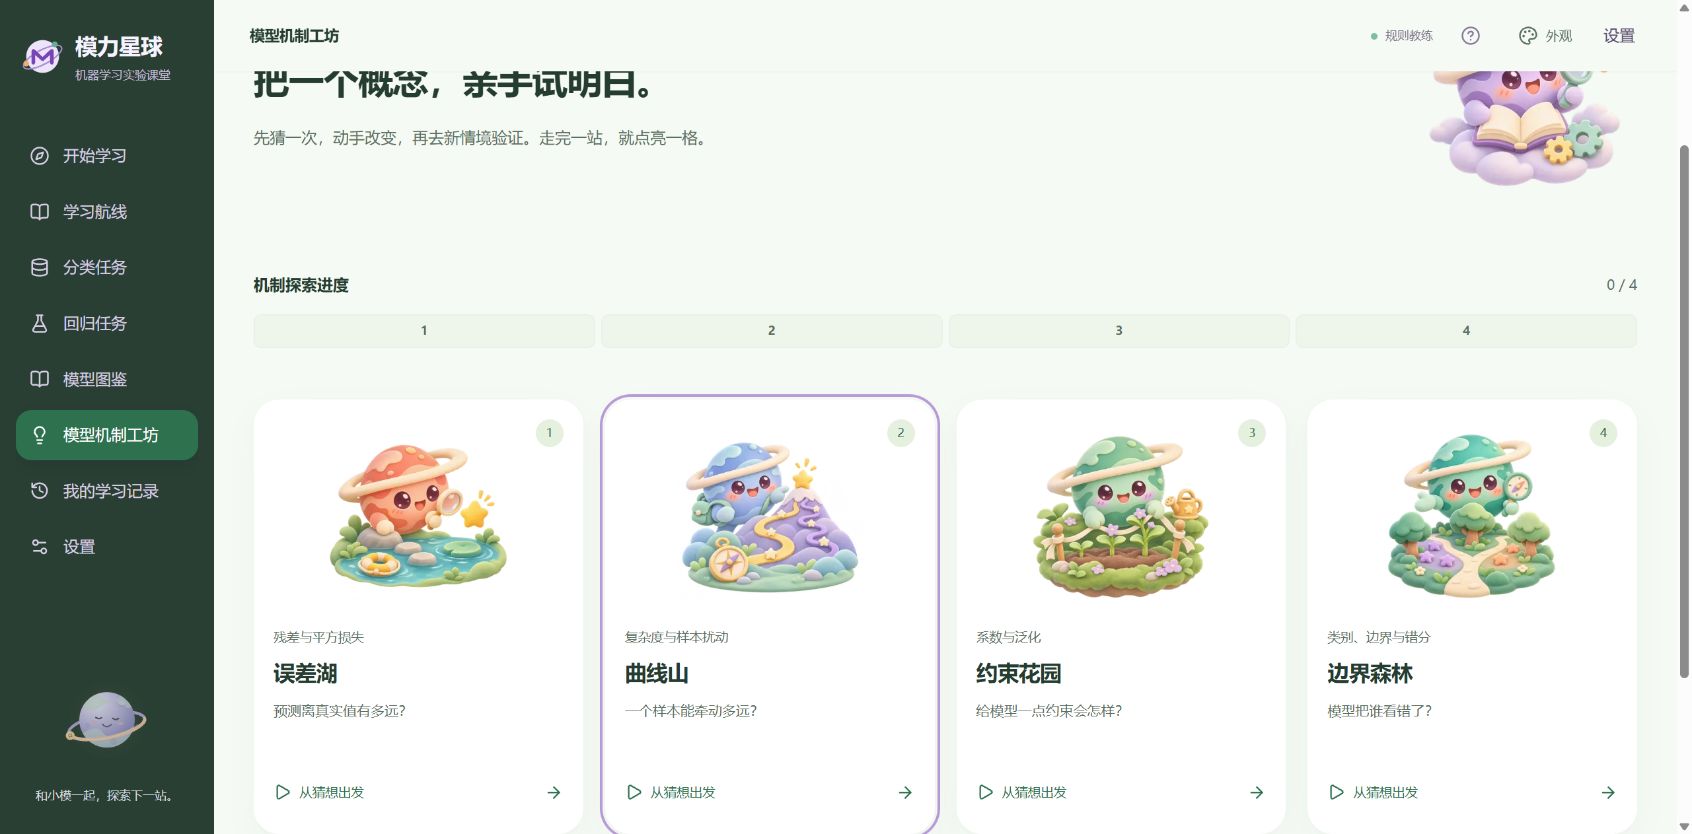 模力星球
机器学习实验课堂
开始学习
学习航线
分类任务
回归任务
模型图鉴
模型机制工坊
我的学习记录
设置
和小模一起，探索下一站。
模型机制工坊
规则教练
外观
设置
把一个概念，亲手试明白。
先猜一次，动手改变，再去新情境验证。走完一站，就点亮一格。
机制探索进度
0 / 4
1
2
3
4
1
残差与平方损失
误差湖
预测离真实值有多远？
从猜想出发
2
复杂度与样本扰动
曲线山
一个样本能牵动多远？
从猜想出发
3
系数与泛化
约束花园
给模型一点约束会怎样？
从猜想出发
4
类别、边界与错分
边界森林
模型把谁看错了？
从猜想出发